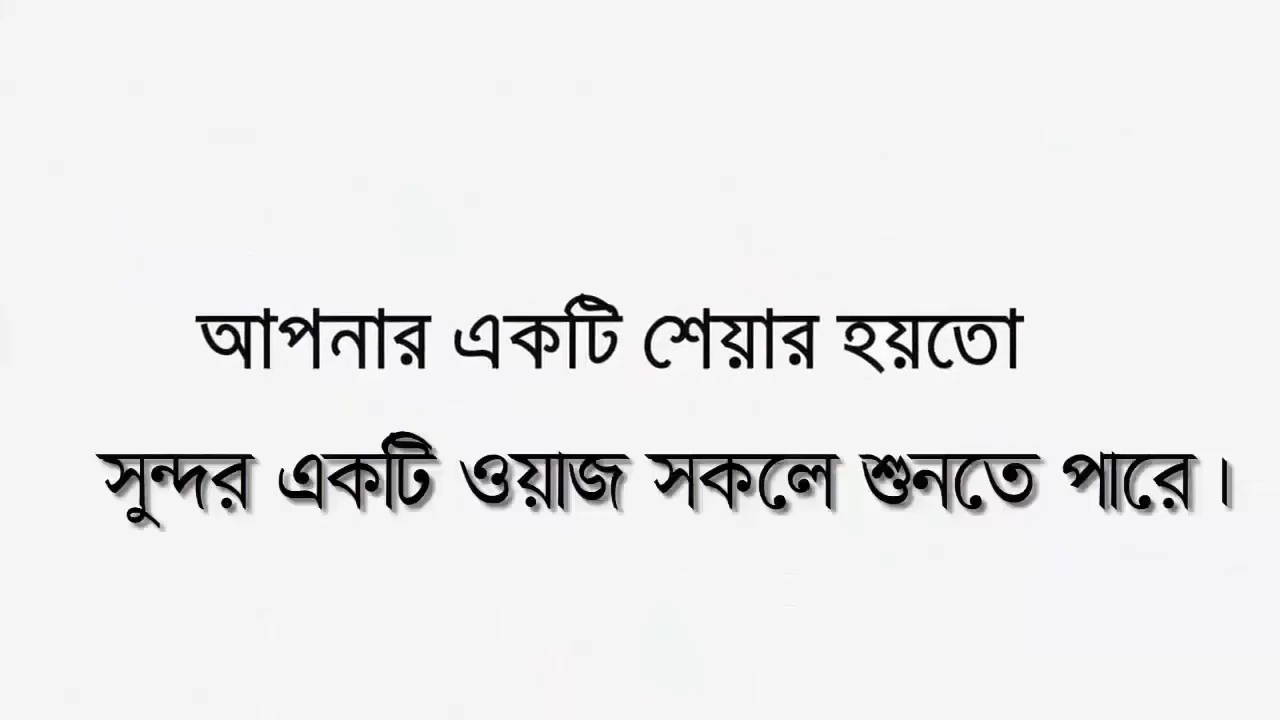 আপনার একটি শেয়ার হয়তো
সুন্দর একটি ওয়াজ সকলে শুনতে পারে।